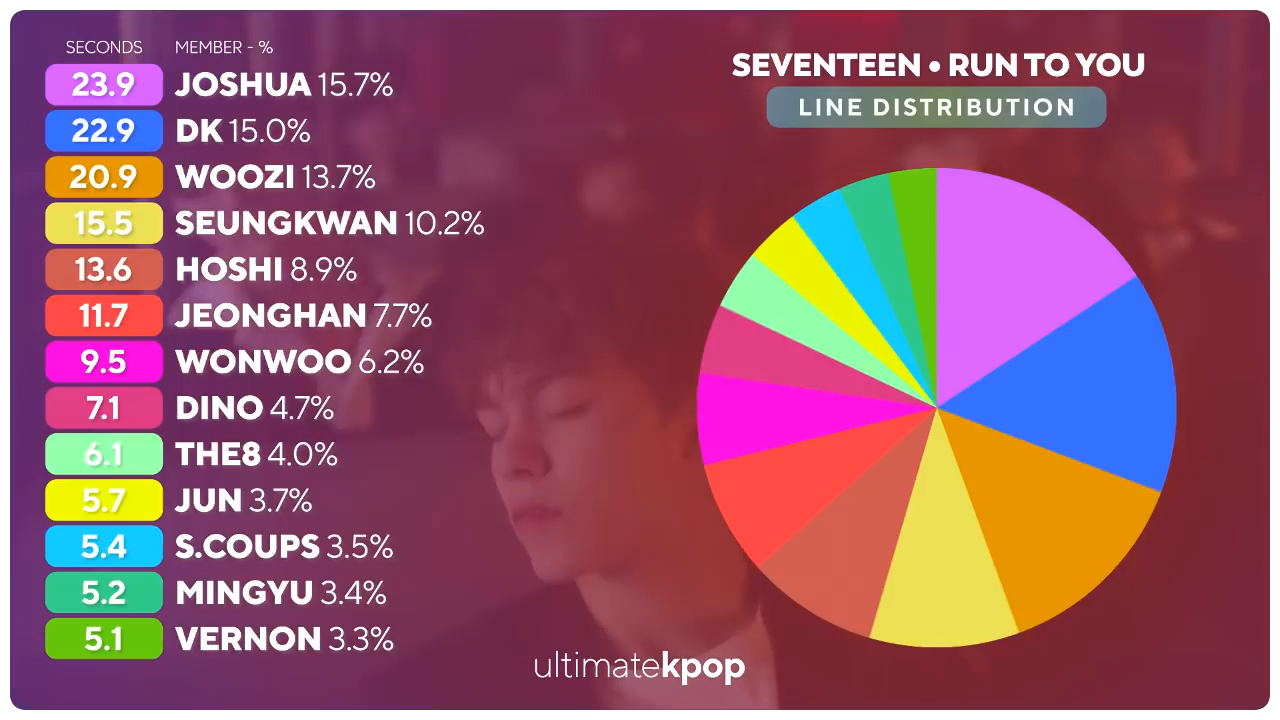 SECONDS MEMBER - %
23.9 JOSHUA 15.7%
22.9 DK 15.0%
20.9 WOOZI 13.7%
15.5 SEUNGKWAN 10.2%
13.6 HOSHI 8.9%
11.7 JEONGHAN 7.7%
9.5 WONWOO 6.2%
7.1 DINO 4.7%
6.1 THE8 4.0%
5.7 JUN 3.7%
5.4 S.COUPS 3.5%
5.2 MINGYU 3.4%
5.1 VERNON 3.3%
SEVENTEEN • RUN TO YOU
LINE DISTRIBUTION
ultimatekpop